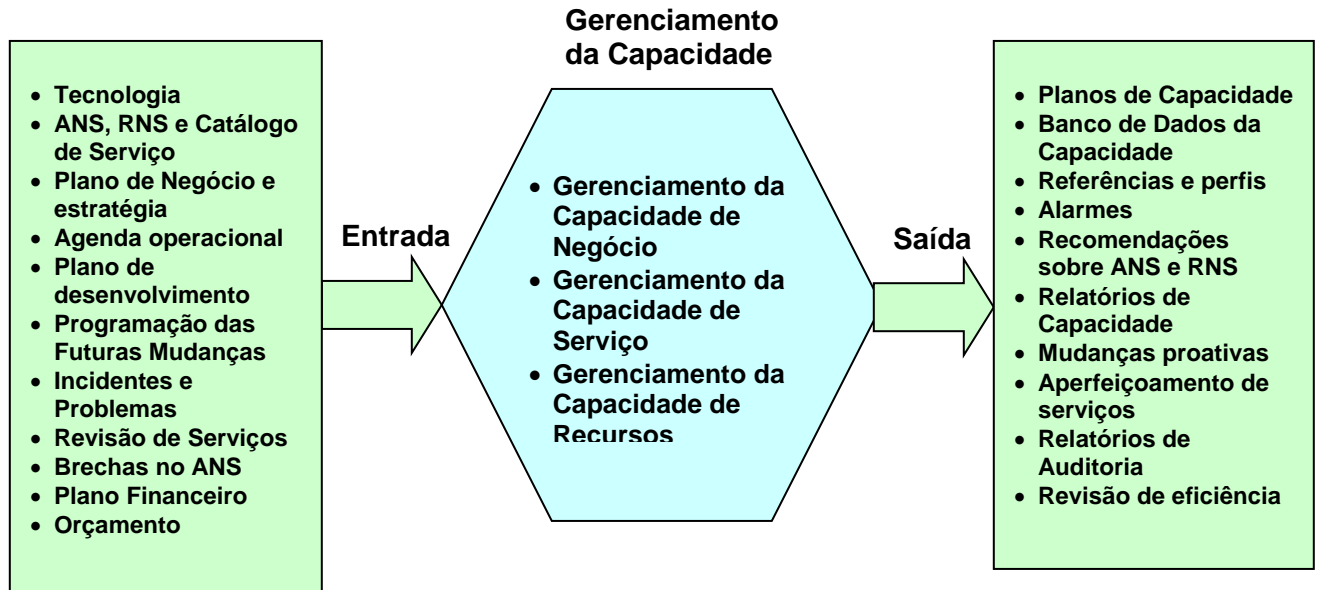 Gerenciamento
da Capacidade
• Tecnologia
• ANS, RNS e Catálogo
de Serviço
• Plano de Negócio e
estratégia
• Agenda operacional
• Plano de
desenvolvimento
• Programação das
Futuras Mudanças
• Incidentes e
Problemas
• Revisão de Serviços
• Brechas no ANS
• Plano Financeiro
• Orçamento
Entrada
• Gerenciamento da
Capacidade de
Negócio
• Gerenciamento da
Capacidade de
Serviço
• Gerenciamento da
Capacidade de
Recursos
Saída
• Planos de Capacidade
• Banco de Dados da
Capacidade
• Referências e perfis
• Alarmes
• Recomendações
sobre ANS e RNS
• Relatórios de
Capacidade
• Mudanças proativas
• Aperfeiçoamento de
serviços
• Relatórios de
Auditoria
• Revisão de eficiência